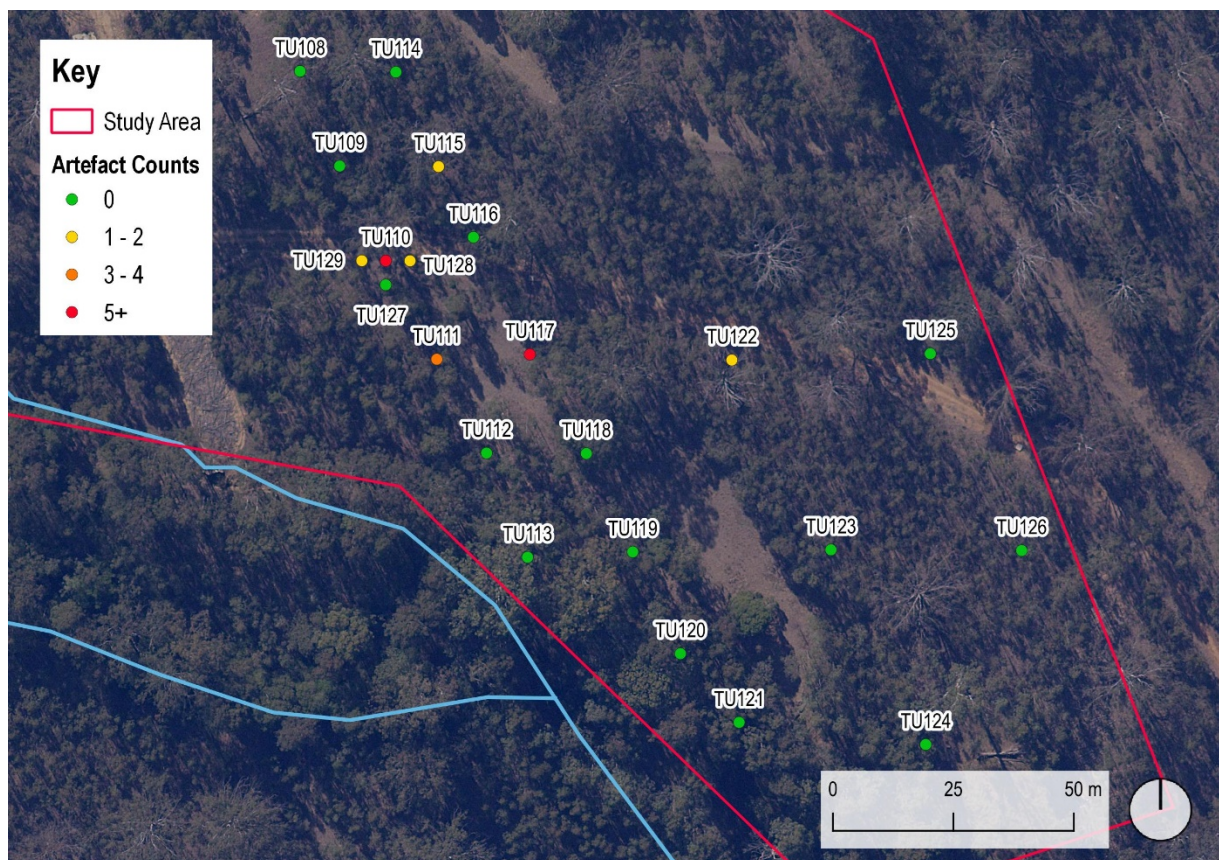 Key
Study Area
Artefact Counts
0
1 - 2
3 - 4
5+
TU108
TU114
TU109
TU115
TU116
TU129
TU110
TU128
TU127
TU111
TU117
TU122
TU125
TU112
TU118
TU113
TU119
TU123
TU126
TU120
TU121
TU124
0 25 50 m